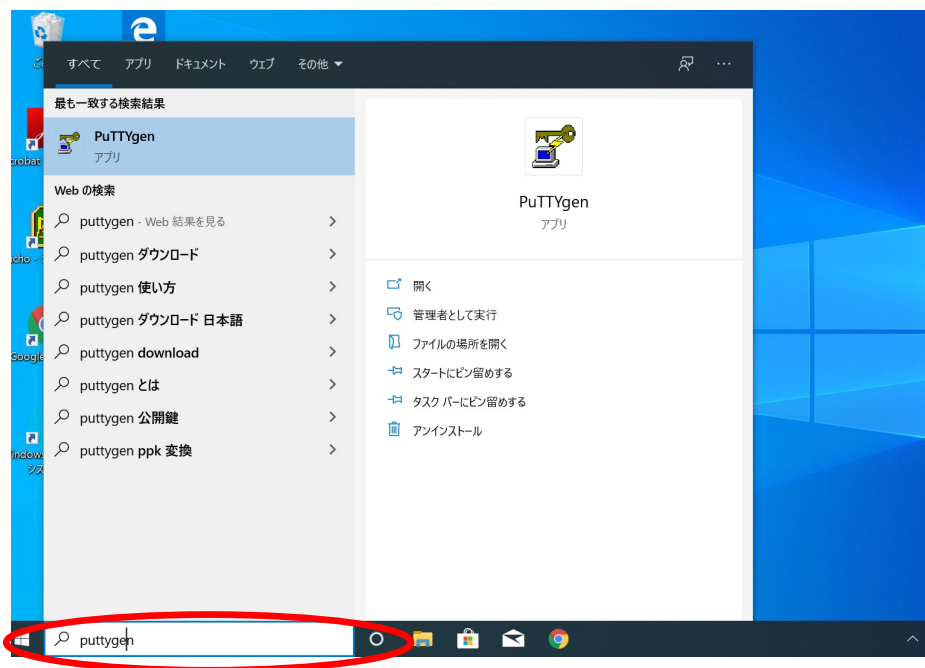 すべて アプリ ドキュメント ウェブ その他
最も一致する検索結果
PuTTYgen
アプリ
Web の検索
puttygen - Web 結果を見る
puttygen ダウンロード
puttygen 使い方
puttygen ダウンロード 日本語
puttygen download
puttygen とは
puttygen 公開鍵
puttygen ppk 変換
PuTTYgen
アプリ
開く
管理者として実行
ファイルの場所を開く
スタートにピン留めする
タスク バーにピン留めする
アンインストール
puttygen